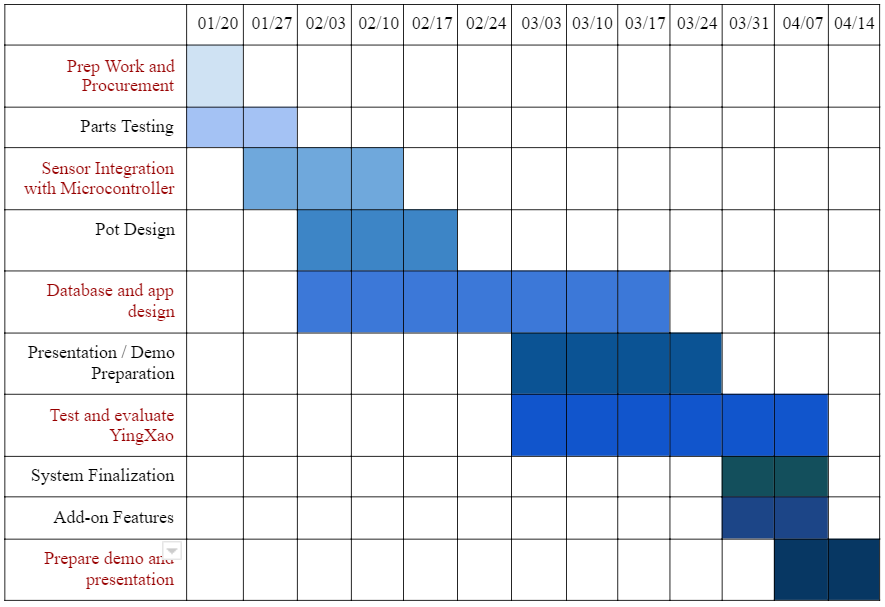 01/20 01/27 02/03 02/10 02/17 02/24 03/03 03/10 03/17 03/24 03/31 04/07 04/14
Prep Work and
Procurement
Parts Testing
Sensor Integration
with Microcontroller
Pot Design
Database and app
design
Presentation / Demo
Preparation
Test and evaluate
YingXao
System Finalization
Add-on Features
Prepare demo and
presentation